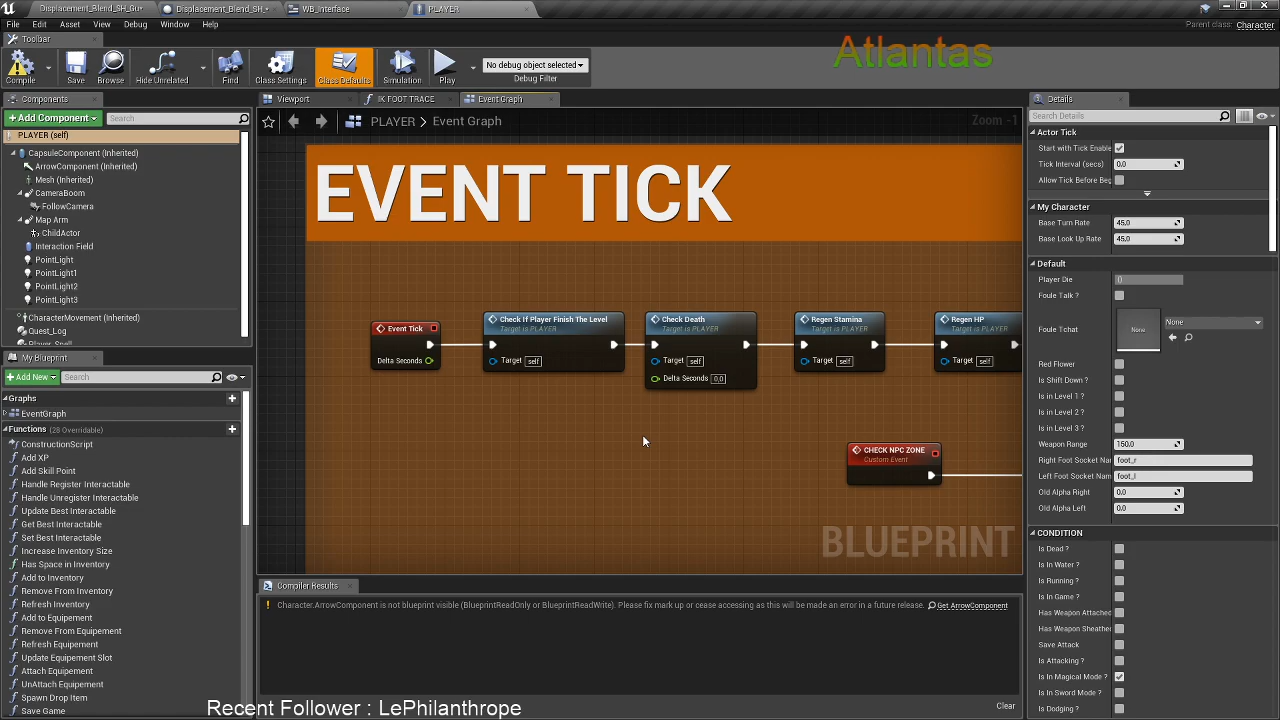 Displacement_Blend_SH_Gu*
Displacement_Blend_SH_*
WB_Interface
PLAYER
File
Edit
Asset
View
Debug
Window
Help
Parent class: Character
Toolbar
Atlantas
Compile
Save
Browse
Hide Unrelated
Find
Class Settings
Class Defaults
Simulation
Play
No debug object selected
Debug Filter
Components
+ Add Component
Search
PLAYER (self)
CapsuleComponent (Inherited)
ArrowComponent (Inherited)
Mesh (Inherited)
CameraBoom
FollowCamera
Map Arm
ChildActor
Interaction Field
PointLight
PointLight1
PointLight2
PointLight3
CharacterMovement (Inherited)
Quest_Log
My Blueprint
+ Add New
Search
Graphs
EventGraph
Functions (28 Overridable)
ConstructionScript
Add XP
Add Skill Point
Handle Register Interactable
Handle Unregister Interactable
Update Best Interactable
Get Best Interactable
Set Best Interactable
Increase Inventory Size
Has Space in Inventory
Add to Inventory
Remove From Inventory
Refresh Inventory
Add to Equipement
Remove From Equipement
Refresh Equipement
Update Equipement Slot
Attach Equipement
UnAttach Equipement
Spawn Drop Item
Save Game
Viewport
IK FOOT TRACE
Event Graph
PLAYER > Event Graph
Zoom -1
EVENT TICK
Event Tick
Delta Seconds
Check If Player Finish The Level
Target is PLAYER
Target self
Check Death
Target is PLAYER
Target self
Delta Seconds 0,0
Regen Stamina
Target is PLAYER
Target self
Regen HP
Target is PLAYER
Target self
CHECK NPC ZONE
Custom Event
BLUEPRINT
Compiler Results
Character.ArrowComponent is not blueprint visible (BlueprintReadOnly or BlueprintReadWrite). Please fix mark up or cease accessing as this will be made an error in a future release. Get ArrowComponent
Clear
Recent Follower : LePhilanthrope
Details
Search Details
Actor Tick
Start with Tick Enable
Tick Interval (secs) 0.0
Allow Tick Before Beg
My Character
Base Turn Rate 45.0
Base Look Up Rate 45.0
Default
Player Die ()
Foule Talk ?
Foule Tchat None None
Red Flower
Is Shift Down ?
Is in Level 1 ?
Is in Level 2 ?
Is in Level 3 ?
Weapon Range 150.0
Right Foot Socket Nam foot_r
Left Foot Socket Nam foot_l
Old Alpha Right 0.0
Old Alpha Left 0.0
CONDITION
Is Dead ?
Is In Water ?
Is Running ?
Is In Game ?
Has Weapon Attached
Has Weapon Sheathed
Save Attack
Is Attacking ?
Is In Magical Mode ?
Is In Sword Mode ?
Is Dodging ?